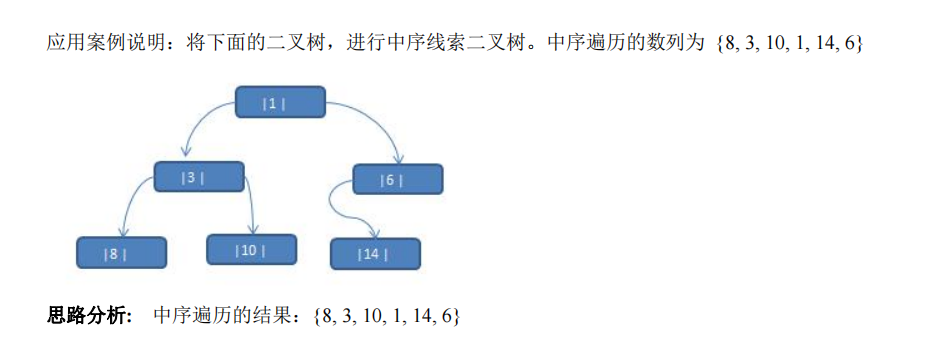 应用案例说明：将下面的二叉树，进行中序线索二叉树。中序遍历的数列为 {8, 3, 10, 1, 14, 6}
| 1 |
| 3 |
| 6 |
| 8 |
| 10 |
| 14 |
思路分析: 中序遍历的结果：{8, 3, 10, 1, 14, 6}